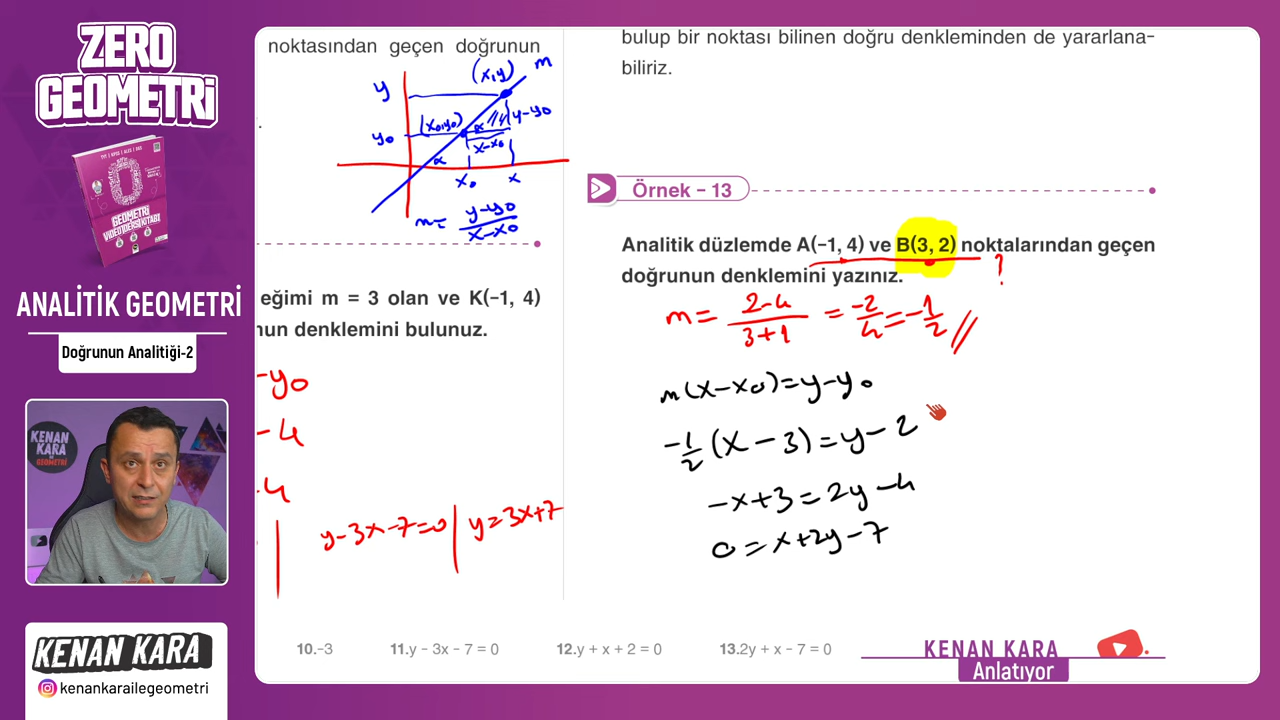 ZERO
GEOMETRİ
GEOMETRİ
VİDEO DERS KİTABI
ANALİTİK GEOMETRİ
Doğrunun Analitiği-2
KENAN
KARA
GEOMETRİ
KENAN KARA
kenankarailegeometri
noktasından geçen doğrunun
y
(x,y)
m
y₀
(x₀,y₀)
α
y-y₀
x-x₀
α
x₀
x
m= y-y₀ / x-x₀
eğimi m = 3 olan ve K(−1, 4)
nun denklemini bulunuz.
-y₀
-4
.4
y-3x-7=0 | y=3x+7
bulup bir noktası bilinen doğru denkleminden de yararlana-
biliriz.
Örnek - 13
Analitik düzlemde A(−1, 4) ve B(3, 2) noktalarından geçen
doğrunun denklemini yazınız.
?
m= 2-4 / 3+1 = -2/4 = -1/2 //
m(x-x₀)=y-y₀
-1/2 (x-3)=y-2
-x+3=2y-4
0=x+2y-7
10.-3 11.y - 3x - 7 = 0 12.y + x + 2 = 0 13.2y + x - 7 = 0
KENAN KARA
Anlatıyor